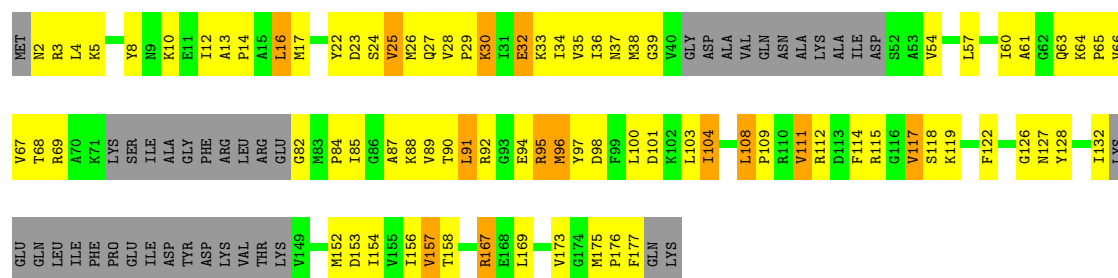 MET N2 R3 L4 K5 Y8 N9 K10 E11 I12 A13 P14 A15 L16 M17 Y22 D23 S24 V25 M26 Q27 V28 P29 K30 I31 E32 K33 I34 V35 I36 N37 M38 G39 V40 GLY ASP ALA VAL GLN ASN ALA LYS ALA ILE ASP S52 A53 V54 L57 I60 A61 G62 Q63 K64 P65 V66
V67 T68 R69 A70 K71 LYS SER ILE ALA GLY PHE ARG LEU ARG GLU G82 M83 P84 I85 G86 A87 K88 V89 T90 L91 R92 G93 E94 R95 M96 Y97 D98 F99 L100 D101 K102 L103 I104 L108 P109 R110 V111 R112 D113 F114 R115 G116 V117 S118 K119 F122 G126 N127 Y128 I132 LYS
GLU GLN LEU ILE PHE PRO GLU ILE ASP TYR ASP LYS VAL THR LYS V149 M152 D153 I154 V155 I156 V157 T158 R167 E168 L169 V173 G174 M175 P176 F177 GLN LYS